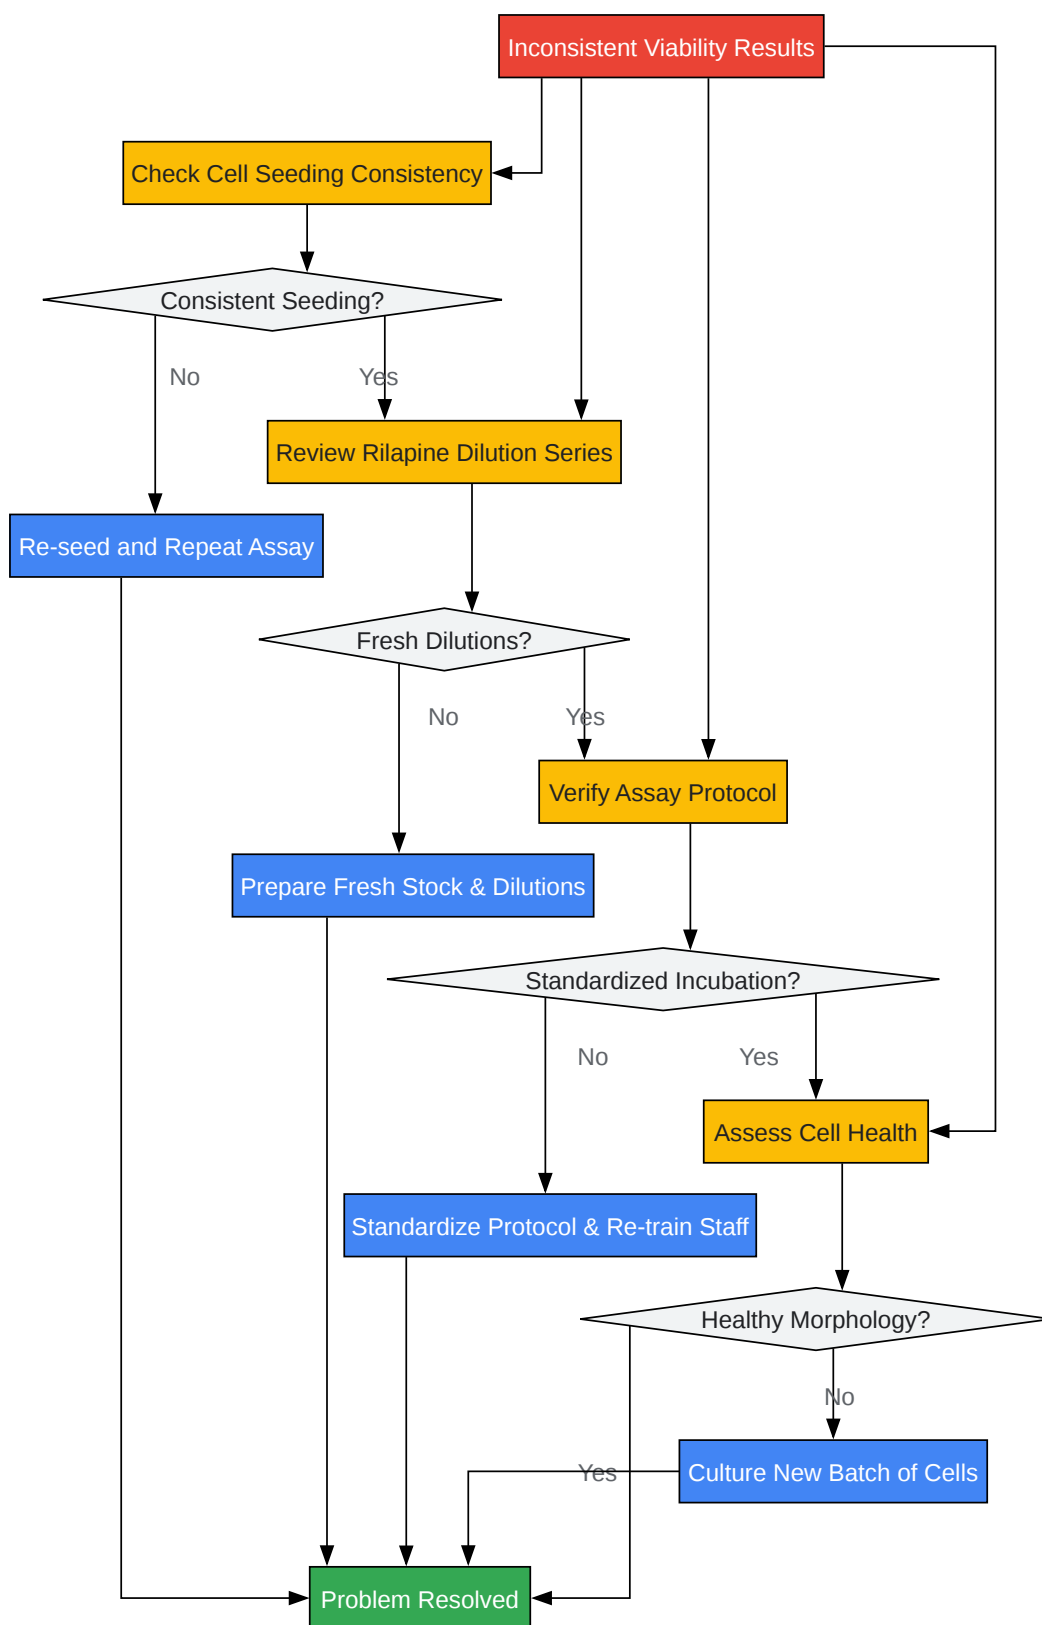 Inconsistent Viability Results
Check Cell Seeding Consistency
Consistent Seeding?
No
Yes
Review Rilapine Dilution Series
Re-seed and Repeat Assay
Fresh Dilutions?
No
Yes
Verify Assay Protocol
Prepare Fresh Stock & Dilutions
Standardized Incubation?
No
Yes
Assess Cell Health
Standardize Protocol & Re-train Staff
Healthy Morphology?
No
Yes
Culture New Batch of Cells
Problem Resolved